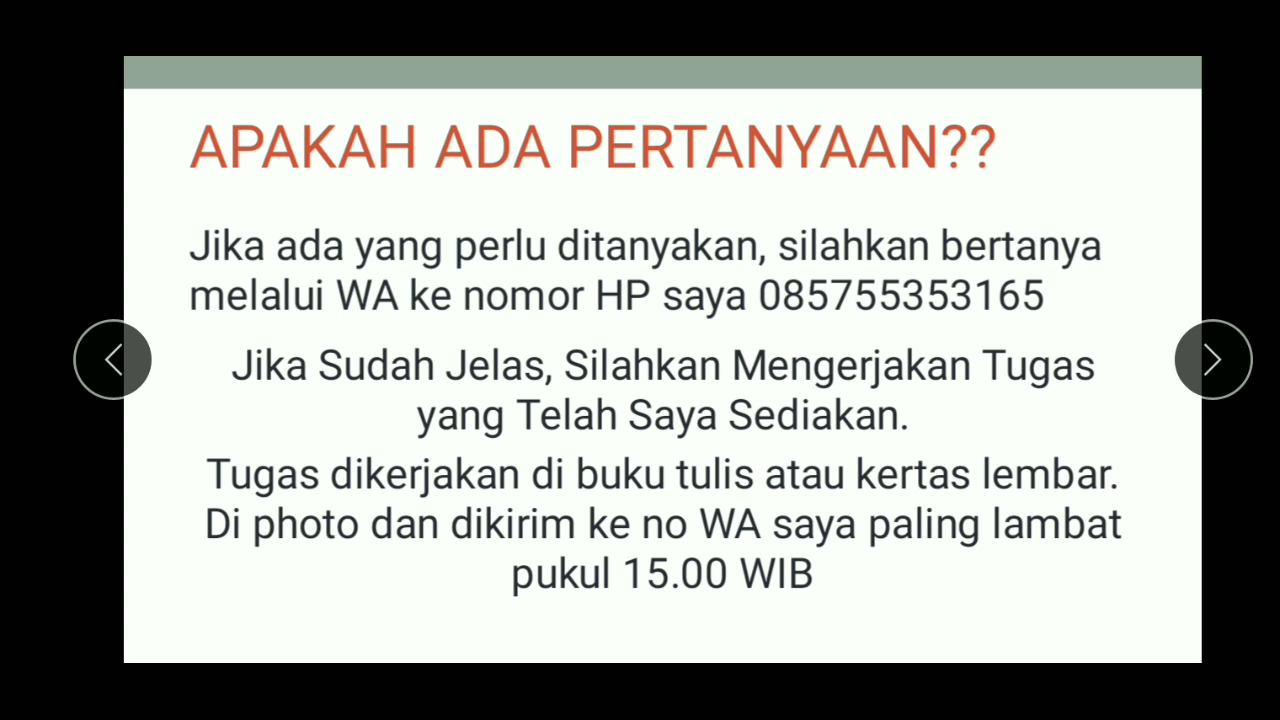 APAKAH ADA PERTANYAAN??
Jika ada yang perlu ditanyakan, silahkan bertanya
melalui WA ke nomor HP saya 085755353165
Jika Sudah Jelas, Silahkan Mengerjakan Tugas
yang Telah Saya Sediakan.
Tugas dikerjakan di buku tulis atau kertas lembar.
Di photo dan dikirim ke no WA saya paling lambat
pukul 15.00 WIB